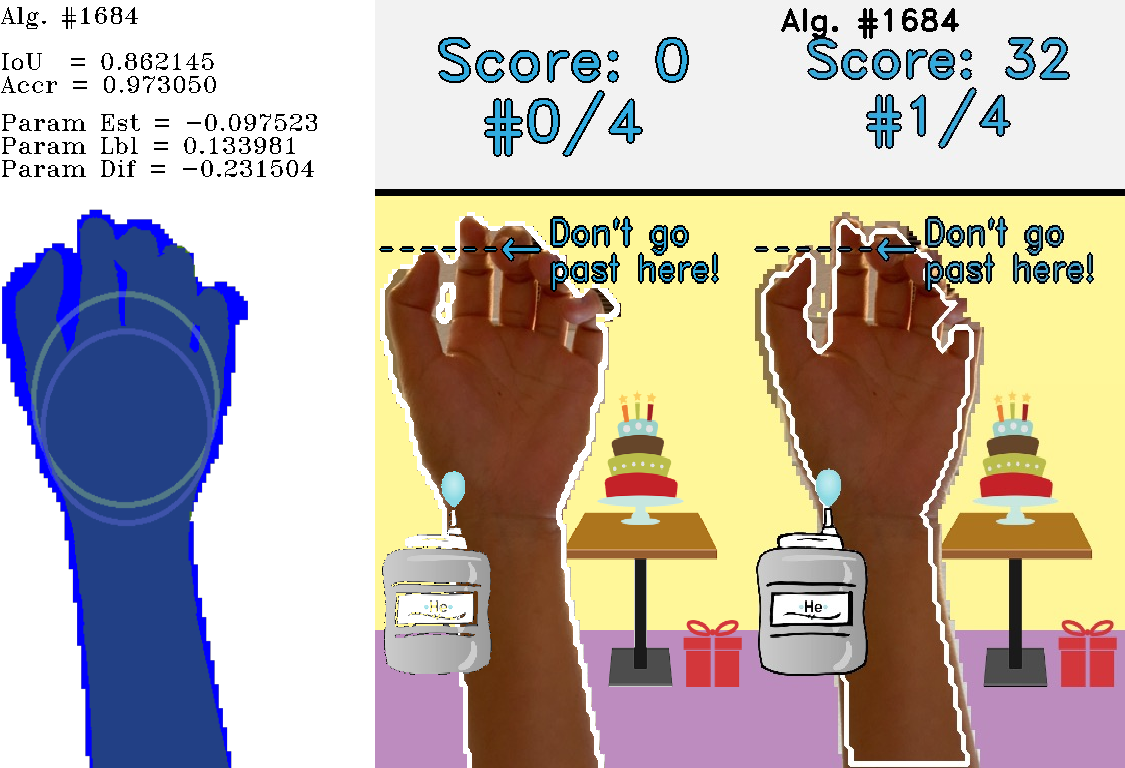 Alg. #1684
IoU = 0.862145
Accr = 0.973050
Param Est = −0.097523
Param Lbl = 0.133981
Param Dif = −0.231504
Score: 0
#0/4
Don't go
past here!
He
Alg. #1684
Score: 32
#1/4
Don't go
past here!
He